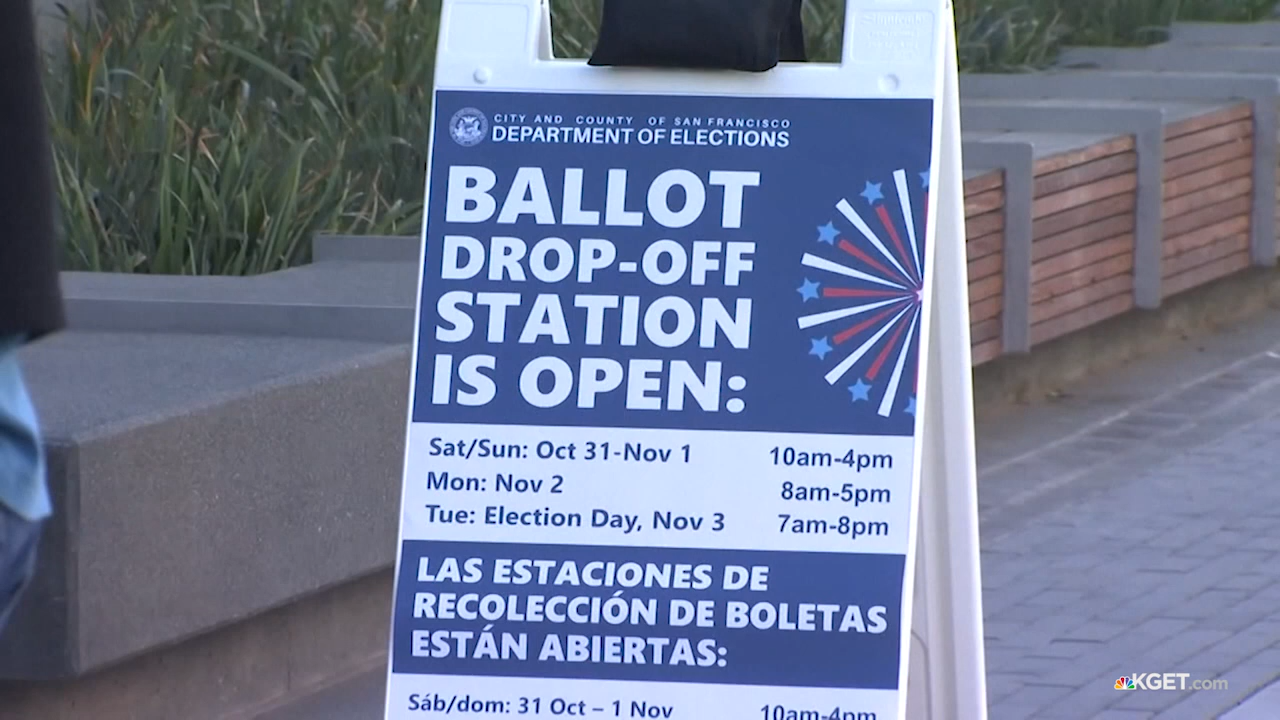 CITY AND COUNTY OF SAN FRANCISCO
DEPARTMENT OF ELECTIONS
BALLOT
DROP-OFF
STATION
IS OPEN:
Sat/Sun: Oct 31-Nov 1 10am-4pm
Mon: Nov 2 8am-5pm
Tue: Election Day, Nov 3 7am-8pm
LAS ESTACIONES DE
RECOLECCIÓN DE BOLETAS
ESTÁN ABIERTAS:
Sáb/dom: 31 Oct – 1 Nov 10am-4pm
KGET.com